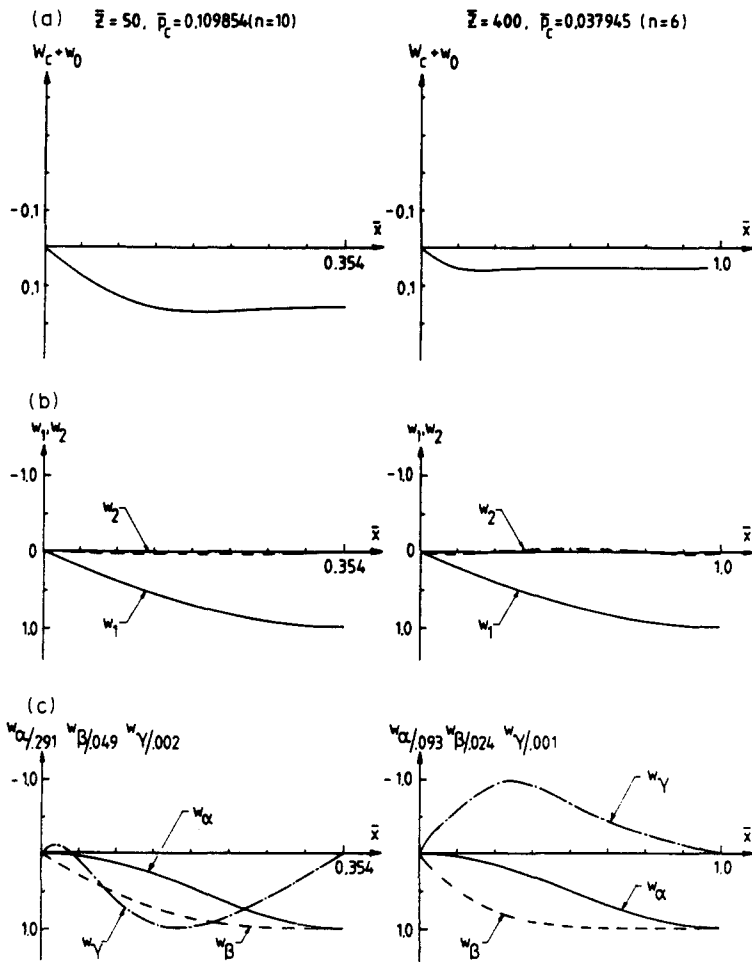 (a) z̅ = 50, p̅c = 0.109854(n=10)
z̅ = 400, p̅c = 0.037945 (n=6)
Wc + w0
-0.1
x̅
0.354
0.1
Wc + w0
-0.1
x̅
1.0
0.1
(b)
w1, w2
-1.0
w2
x̅
0
0.354
w1
1.0
w1, w2
-1.0
w2
x̅
0
1.0
w1
1.0
(c)
wα/.291 wβ/.049 wγ/.002
-1.0
wα
x̅
0.354
1.0
wγ
wβ
wα/.093 wβ/.024 wγ/.001
-1.0
wγ
x̅
1.0
wα
1.0
wβ